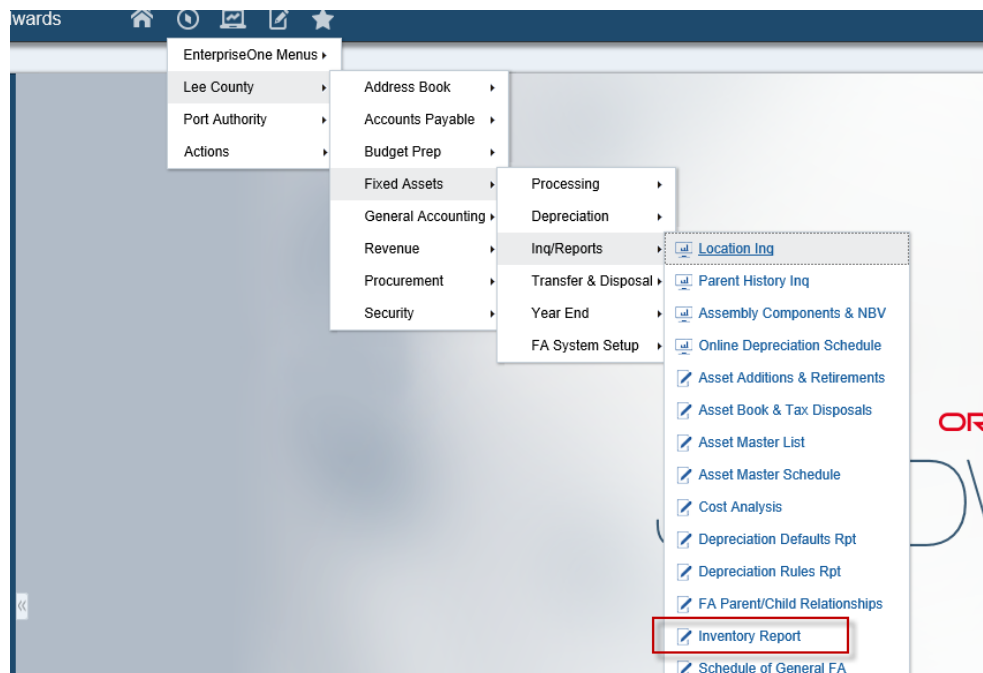 wards
EnterpriseOne Menus
Lee County
Port Authority
Actions
Address Book
Accounts Payable
Budget Prep
Fixed Assets
General Accounting
Revenue
Procurement
Security
Processing
Depreciation
Inq/Reports
Transfer & Disposal
Year End
FA System Setup
Location Inq
Parent History Inq
Assembly Components & NBV
Online Depreciation Schedule
Asset Additions & Retirements
Asset Book & Tax Disposals
Asset Master List
Asset Master Schedule
Cost Analysis
Depreciation Defaults Rpt
Depreciation Rules Rpt
FA Parent/Child Relationships
Inventory Report
Schedule of General FA
OR